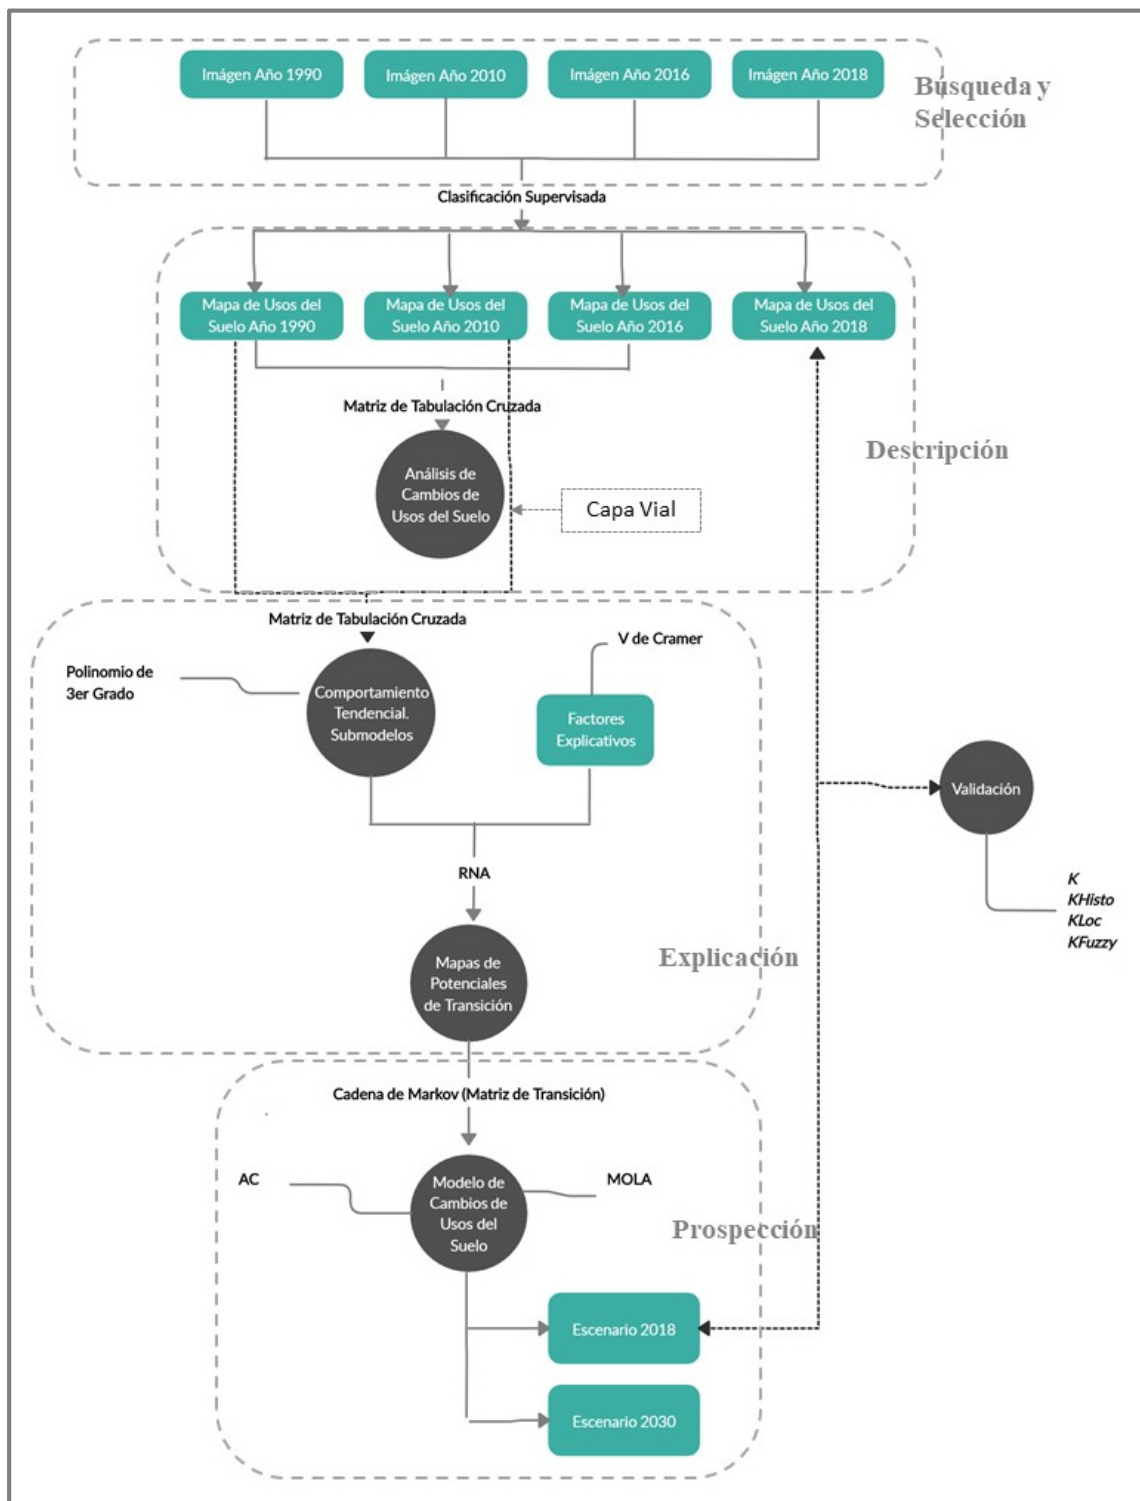 Imágen Año 1990
Imágen Año 2010
Imágen Año 2016
Imágen Año 2018
Búsqueda y
Selección
Clasificación Supervisada
Mapa de Usos del
Suelo Año 1990
Mapa de Usos del
Suelo Año 2010
Mapa de Usos del
Suelo Año 2016
Mapa de Usos del
Suelo Año 2018
Matriz de Tabulación Cruzada
Descripción
Análisis de
Cambios de
Usos del Suelo
Capa Vial
Matriz de Tabulación Cruzada
V de Cramer
Polinomio de
3er Grado
Comportamiento
Tendencial.
Submodelos
Factores
Explicativos
Validación
RNA
K
KHisto
KLoc
KFuzzy
Mapas de
Potenciales
de Transición
Explicación
Cadena de Markov (Matriz de Transición)
AC
MOLA
Modelo de
Cambios de
Usos del
Suelo
Prospección
Escenario 2018
Escenario 2030